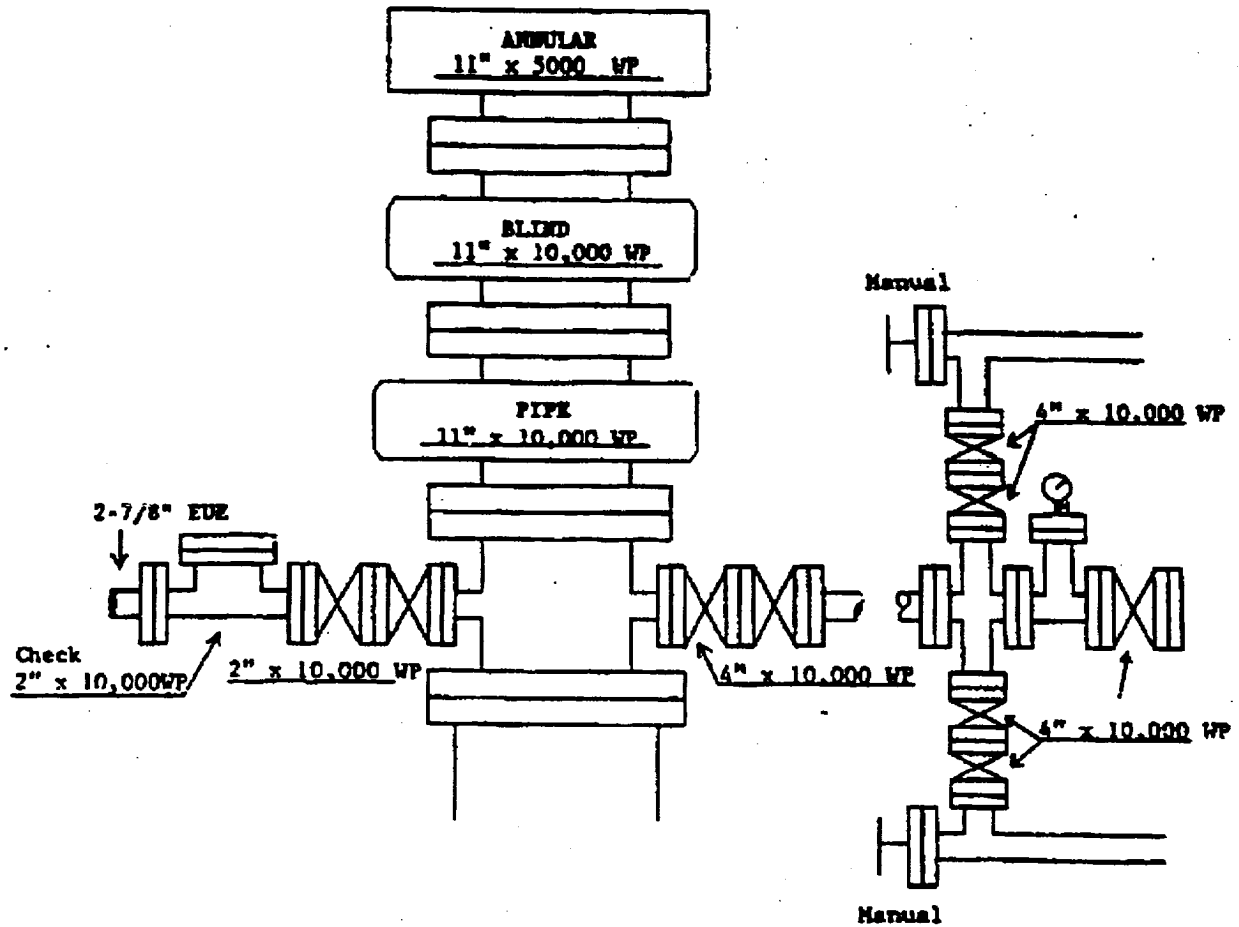 ANNULAR
11" x 5000 WP
BLIND
11" x 10,000 WP
Manual
PIPE
11" x 10,000 WP
4" x 10,000 WP
2-7/8" EUE
Check
2" x 10,000WP
2" x 10,000 WP
4" x 10,000 WP
4" x 10,000 WP
Manual